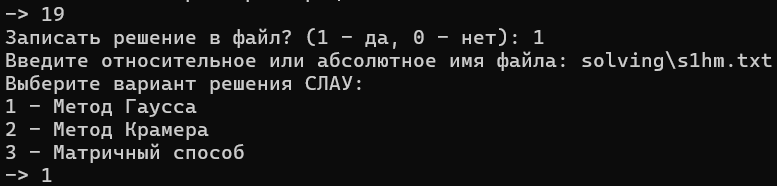 -> 19
Записать решение в файл? (1 - да, 0 - нет): 1
Введите относительное или абсолютное имя файла: solving\s1hm.txt
Выберите вариант решения СЛАУ:
1 - Метод Гаусса
2 - Метод Крамера
3 - Матричный способ
-> 1